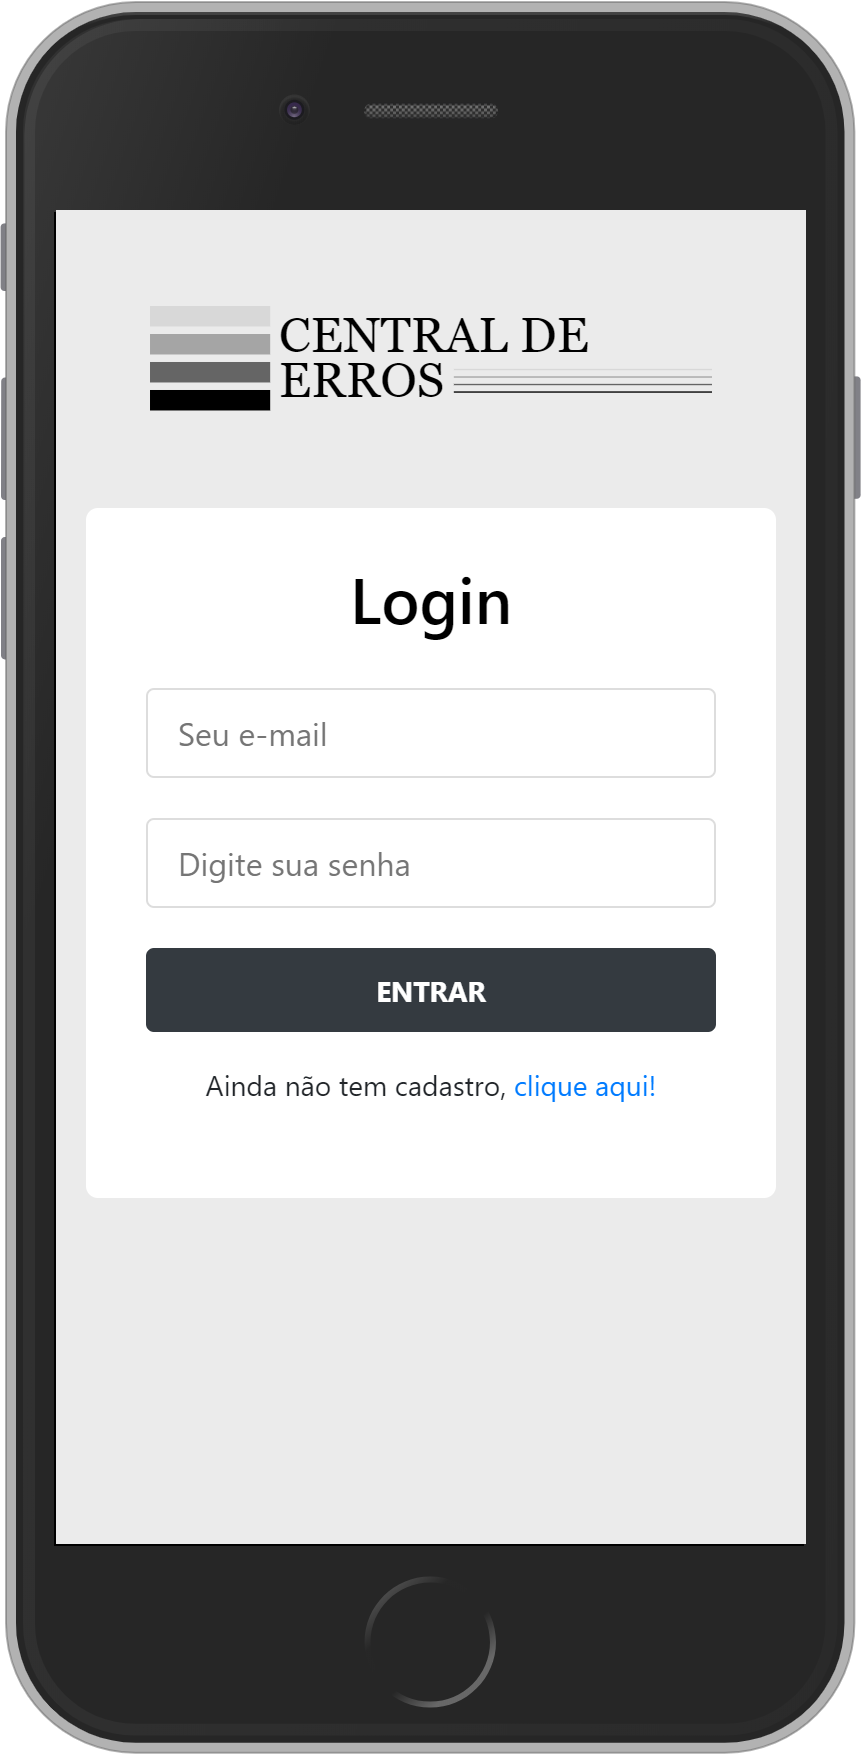 CENTRAL DE
ERROS
Login
Seu e-mail
Digite sua senha
ENTRAR
Ainda não tem cadastro, clique aqui!